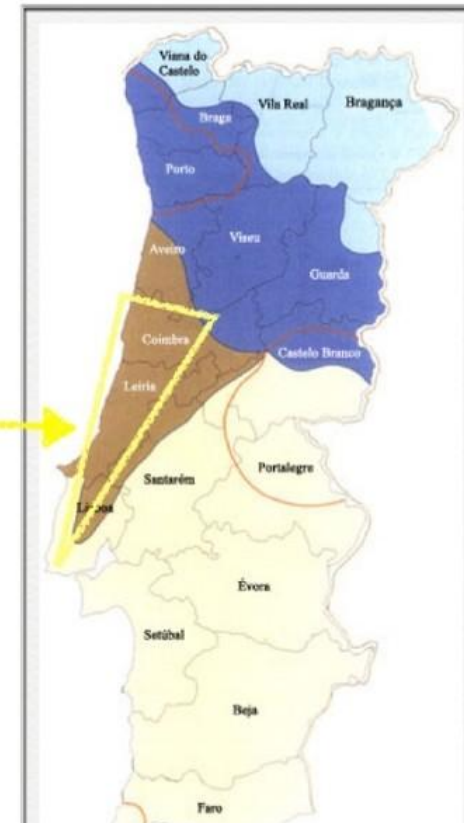 Viana do
Castelo
Vila Real
Bragança
Braga
Porto
Viseu
Aveiro
Guarda
Coimbra
Castelo Branco
Leiria
Santarém
Portalegre
Lisboa
Évora
Setúbal
Beja
Faro